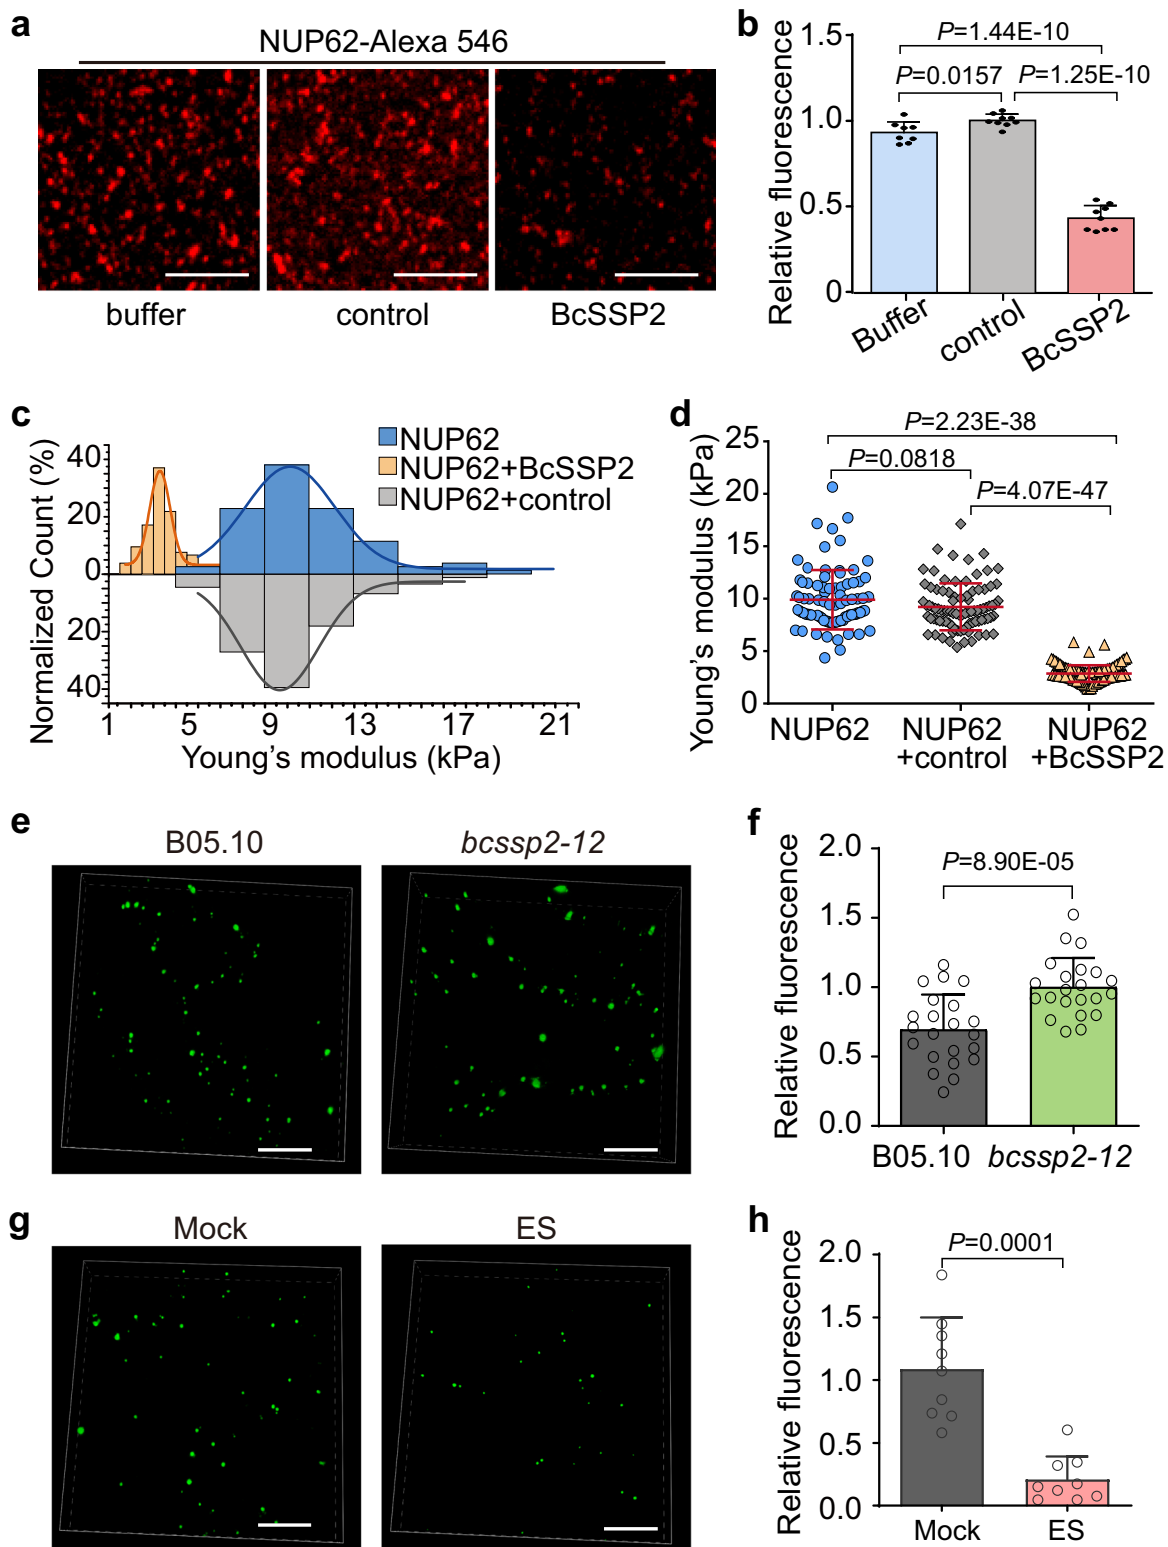 a
NUP62-Alexa 546
buffer
control
BcSSP2
b
Relative fluorescence
1.5
1.0
0.5
0
P=1.44E-10
P=0.0157
P=1.25E-10
Buffer
control
BcSSP2
c
Normalized Count (%)
40
20
0
20
40
NUP62
NUP62+BcSSP2
NUP62+control
1 5 9 13 17 21
Young's modulus (kPa)
d
Young's modulus (kPa)
25
20
15
10
5
0
P=2.23E-38
P=0.0818
P=4.07E-47
NUP62
NUP62
+control
NUP62
+BcSSP2
e
B05.10
bcssp2-12
f
Relative fluorescence
2.0
1.5
1.0
0.5
0.0
P=8.90E-05
B05.10
bcssp2-12
g
Mock
ES
h
Relative fluorescence
2.0
1.5
1.0
0.5
0.0
P=0.0001
Mock
ES